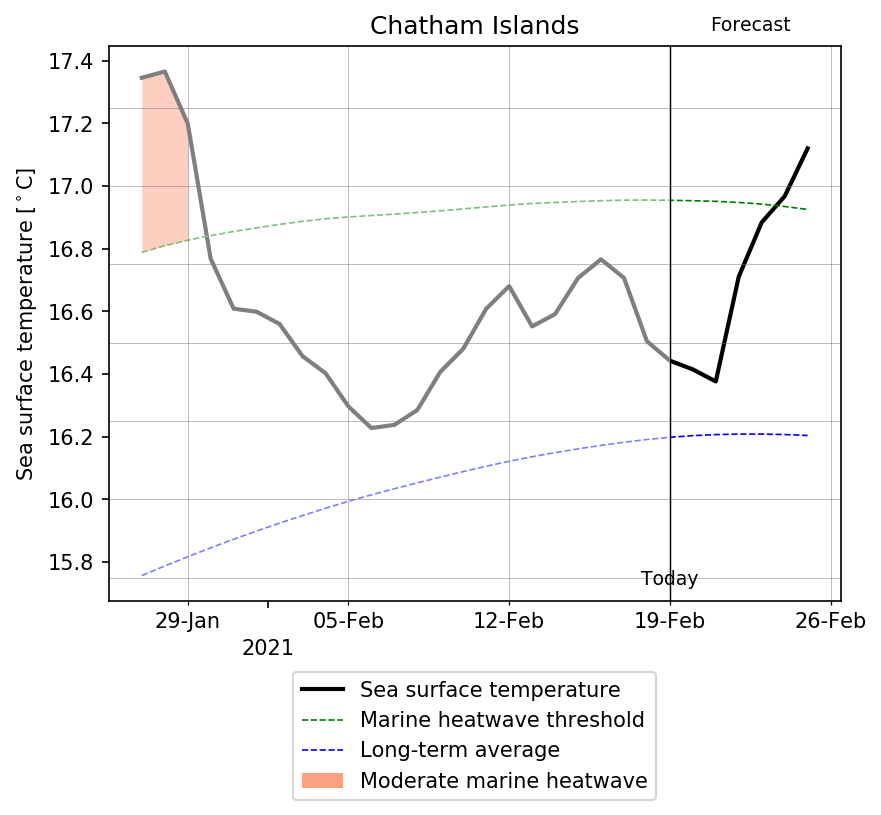 Chatham Islands
Forecast
Sea surface temperature [°C]
17.4
17.2
17.0
16.8
16.6
16.4
16.2
16.0
15.8
Today
29-Jan 05-Feb 12-Feb 19-Feb 26-Feb
2021
Sea surface temperature
Marine heatwave threshold
Long-term average
Moderate marine heatwave